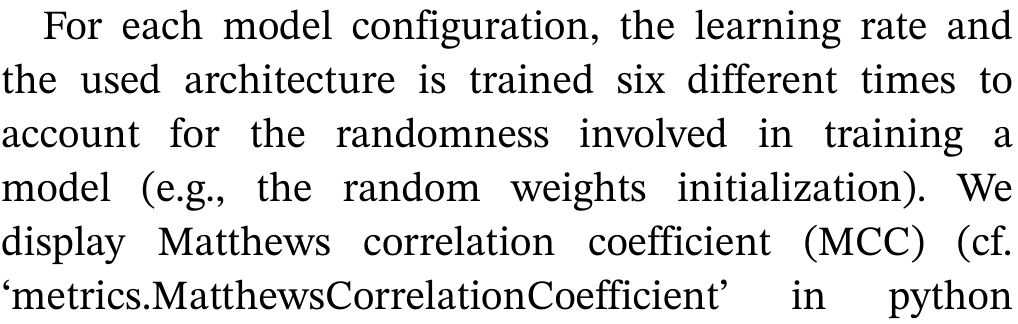 For each model configuration, the learning rate and
the used architecture is trained six different times to
account for the randomness involved in training a
model (e.g., the random weights initialization). We
display Matthews correlation coefficient (MCC) (cf.
‘metrics.MatthewsCorrelationCoefficient’ in python